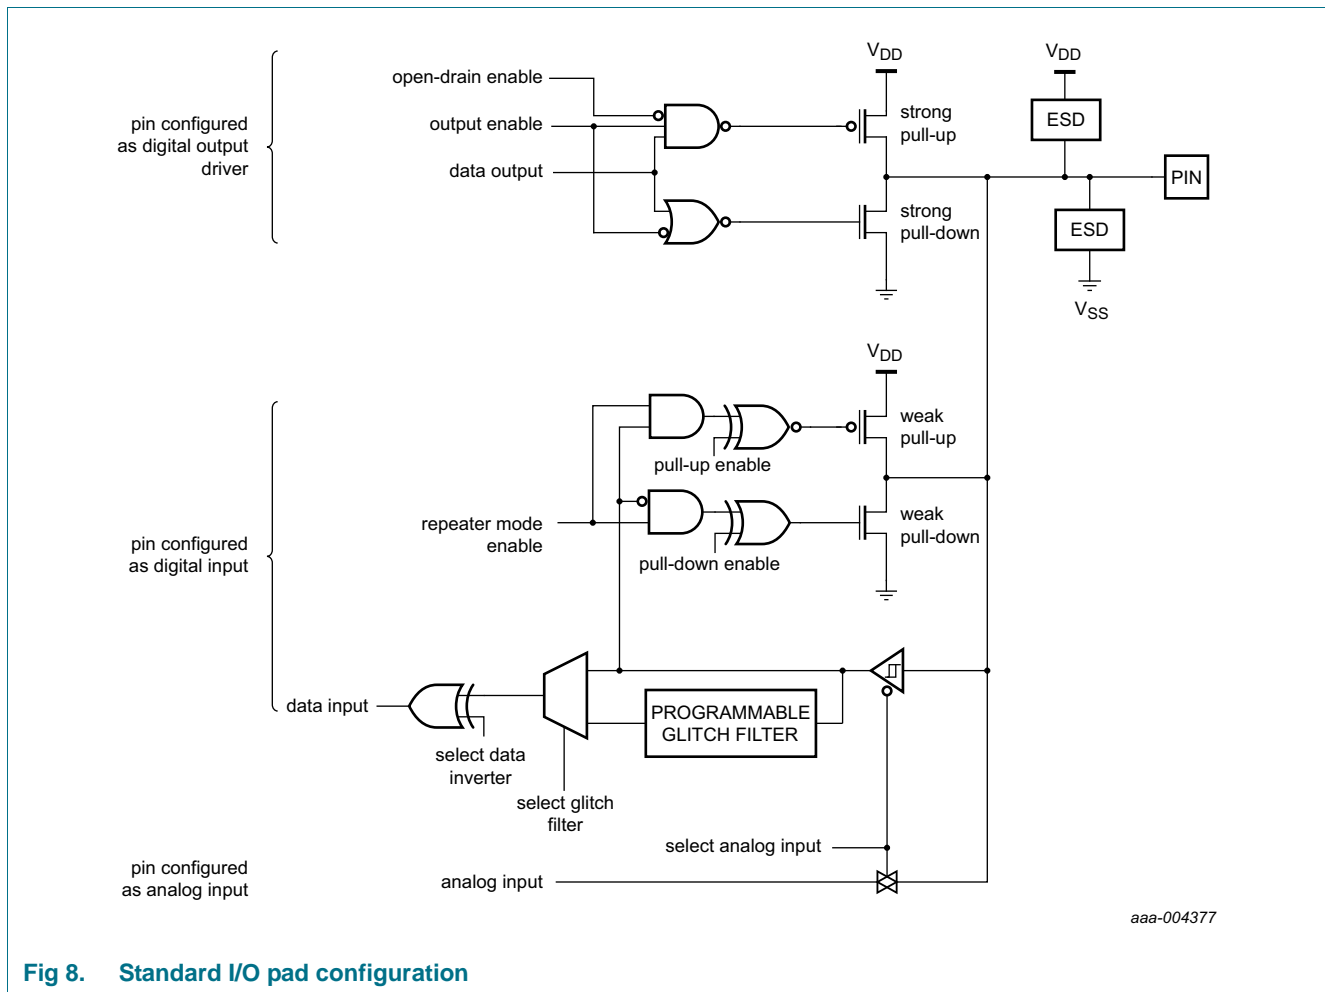 VDD
VDD
open-drain enable
strong
pull-up
ESD
pin configured
as digital output
driver
output enable
data output
PIN
strong
pull-down
ESD
VSS
VDD
weak
pull-up
pull-up enable
repeater mode
enable
weak
pull-down
pin configured
as digital input
pull-down enable
data input
PROGRAMMABLE
GLITCH FILTER
select data
inverter
select glitch
filter
select analog input
pin configured
as analog input
analog input
aaa-004377
Fig 8. Standard I/O pad configuration